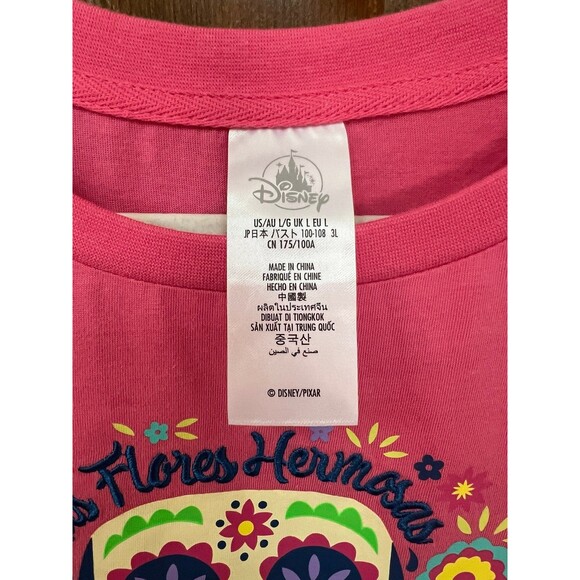 Disney
US/AU L/G UK L EU L
JP日本 バスト 100-108 3L
CN 175/100A
MADE IN CHINA
FABRIQUÉ EN CHINE
HECHO EN CHINA
中國製
ผลิตในประเทศจีน
DIBUAT DI TIONGKOK
SẢN XUẤT TẠI TRUNG QUỐC
중국산
صنع في الصين
© DISNEY/PIXAR
Flores Hermosas